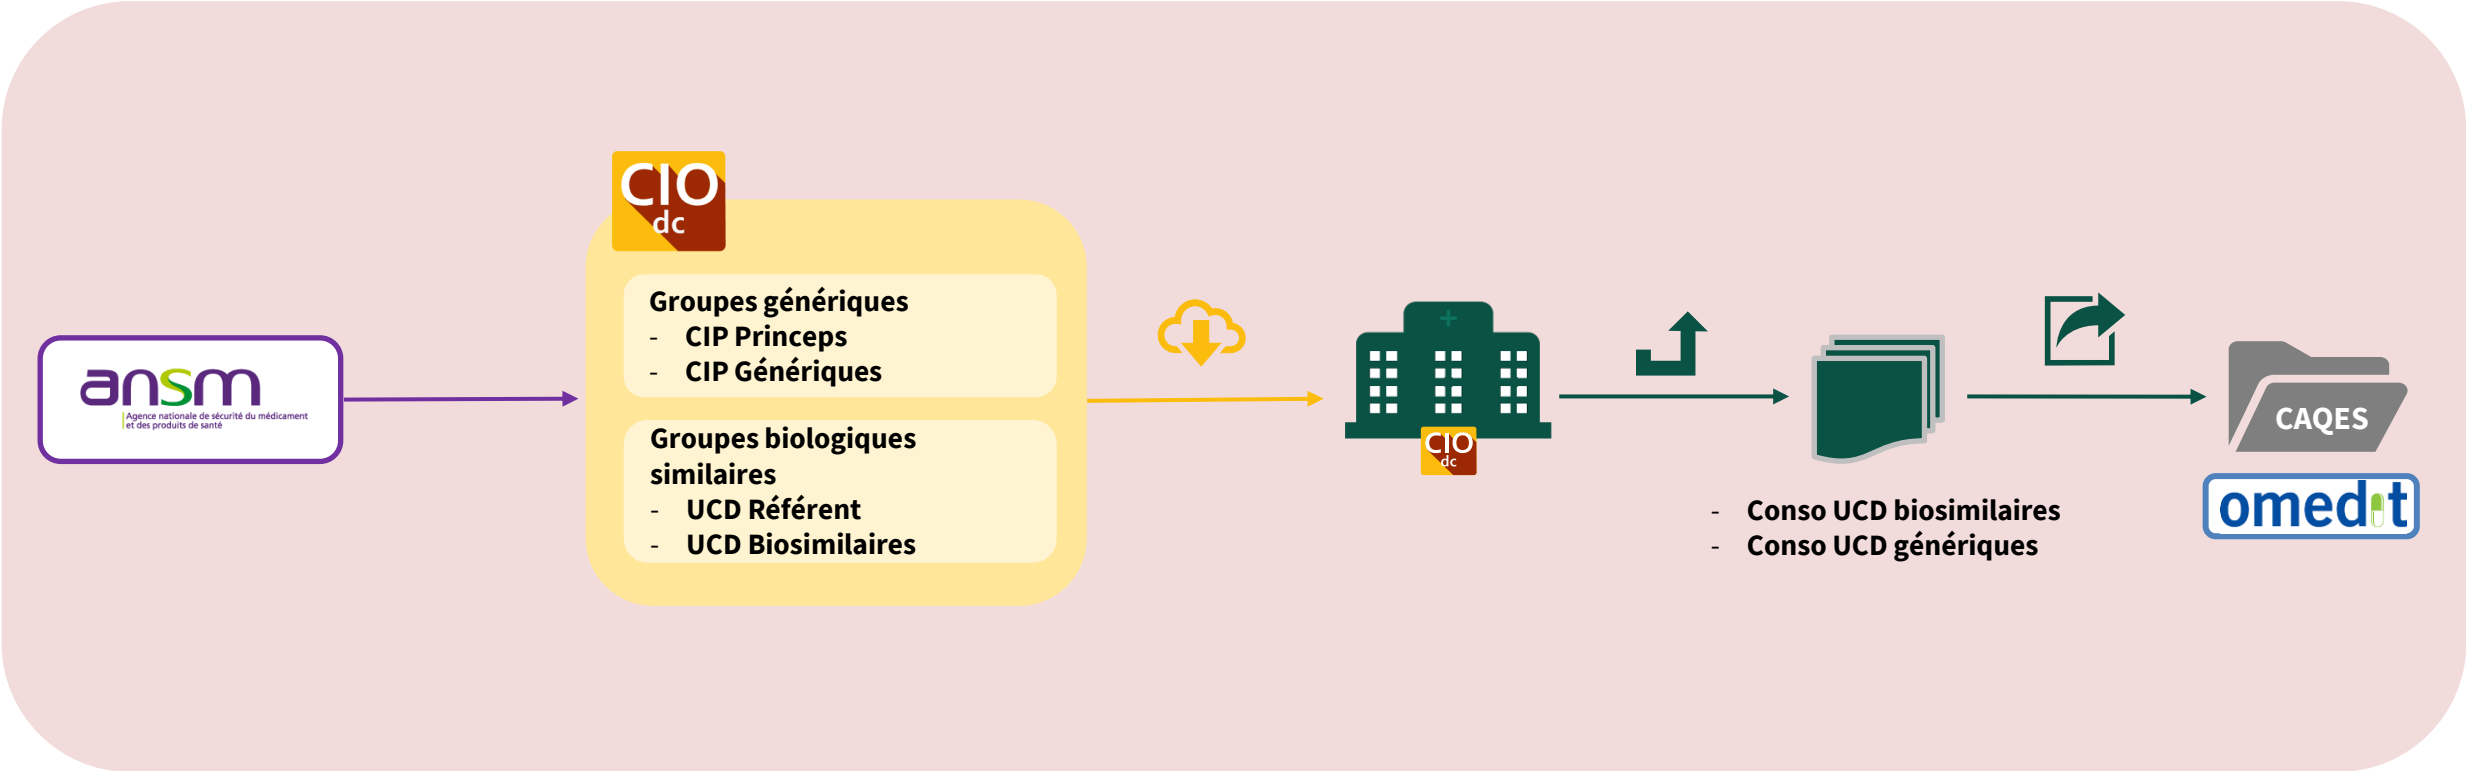 ansm
Agence nationale de sécurité du médicament
et des produits de santé
CIO
dc
Groupes génériques
- CIP Princeps
- CIP Génériques
Groupes biologiques
similaires
- UCD Référent
- UCD Biosimilaires
CIO
dc
- Conso UCD biosimilaires
- Conso UCD génériques
CAQES
omedit